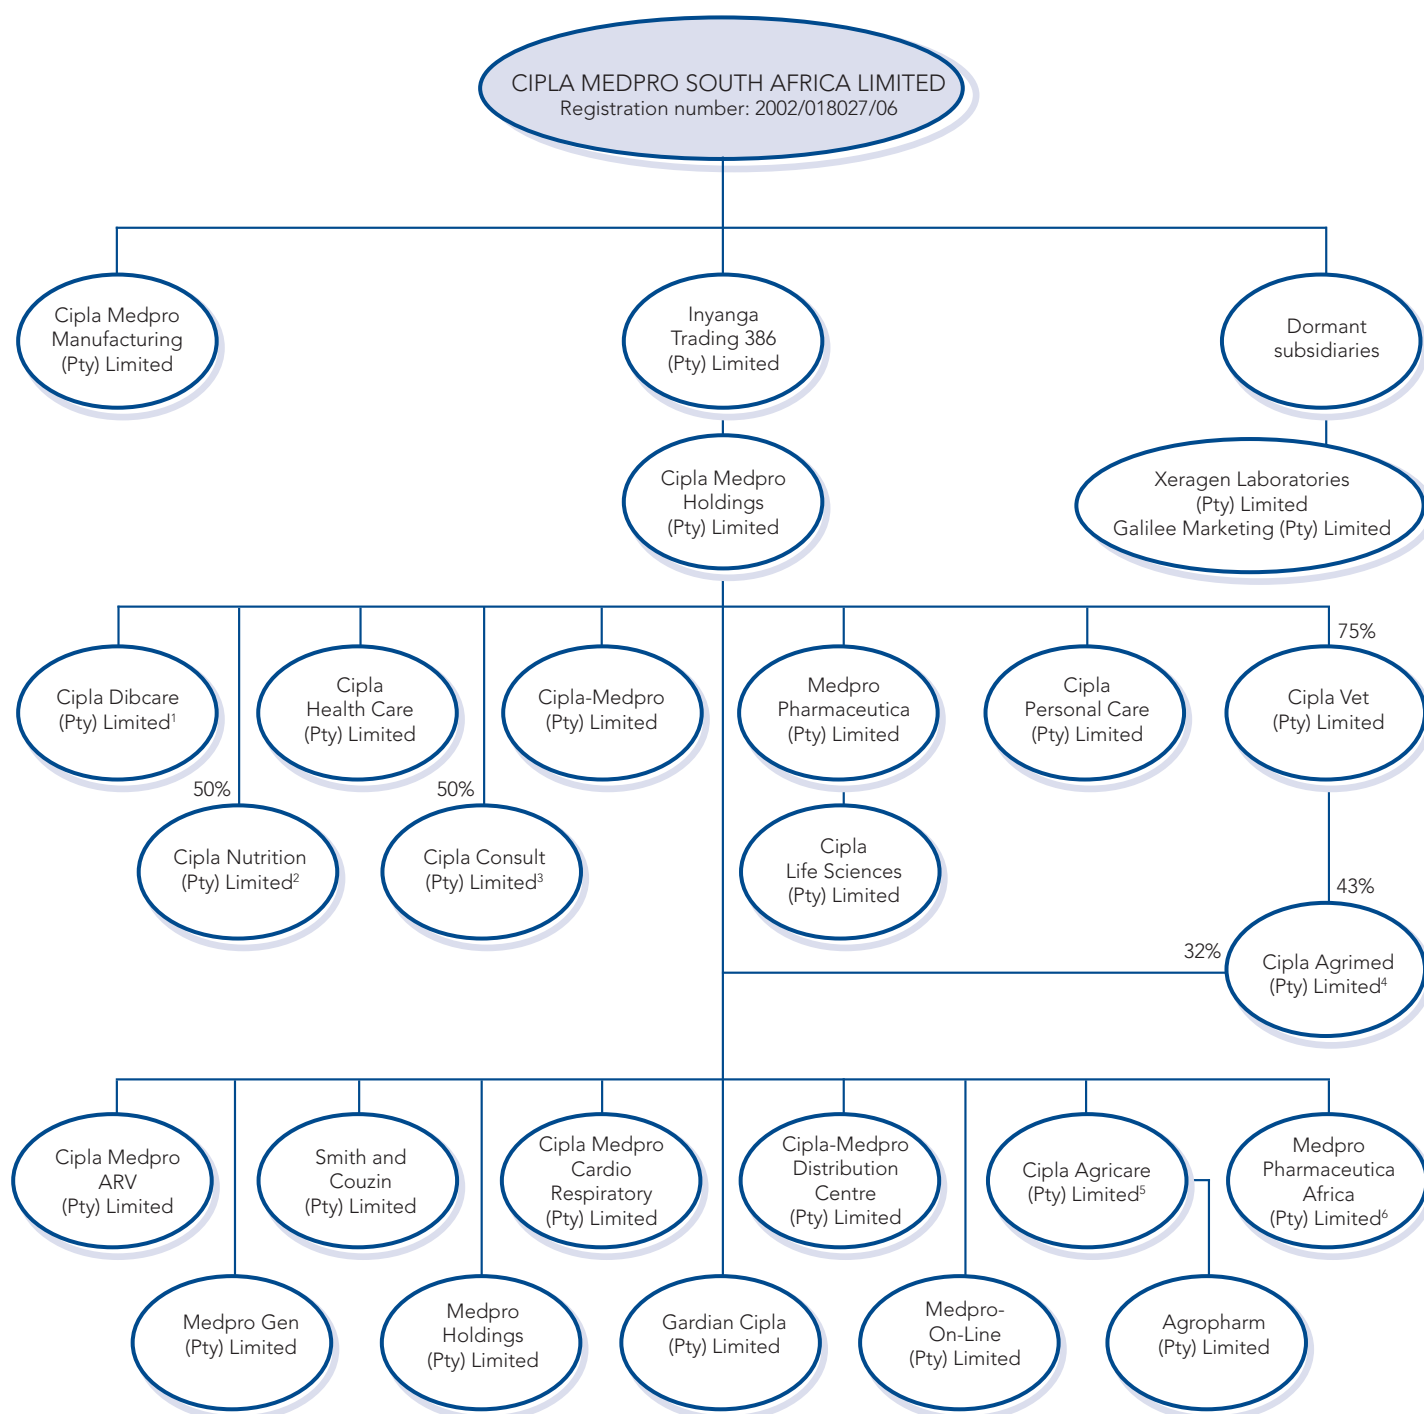 CIPLA MEDPRO SOUTH AFRICA LIMITED
Registration number: 2002/018027/06
Cipla Medpro
Manufacturing
(Pty) Limited
Inyanga
Trading 386
(Pty) Limited
Dormant
subsidiaries
Cipla Medpro
Holdings
(Pty) Limited
Xeragen Laboratories
(Pty) Limited
Galilee Marketing (Pty) Limited
75%
Cipla Dibcare
(Pty) Limited¹
Cipla
Health Care
(Pty) Limited
Cipla-Medpro
(Pty) Limited
Medpro
Pharmaceutica
(Pty) Limited
Cipla
Personal Care
(Pty) Limited
Cipla Vet
(Pty) Limited
50%
50%
Cipla Nutrition
(Pty) Limited²
Cipla Consult
(Pty) Limited³
Cipla
Life Sciences
(Pty) Limited
43%
32%
Cipla Agrimed
(Pty) Limited⁴
Cipla Medpro
ARV
(Pty) Limited
Smith and
Couzin
(Pty) Limited
Cipla Medpro
Cardio
Respiratory
(Pty) Limited
Cipla-Medpro
Distribution
Centre
(Pty) Limited
Cipla Agricare
(Pty) Limited⁵
Medpro
Pharmaceutica
Africa
(Pty) Limited⁶
Medpro Gen
(Pty) Limited
Medpro
Holdings
(Pty) Limited
Gardian Cipla
(Pty) Limited
Medpro-
On-Line
(Pty) Limited
Agropharm
(Pty) Limited